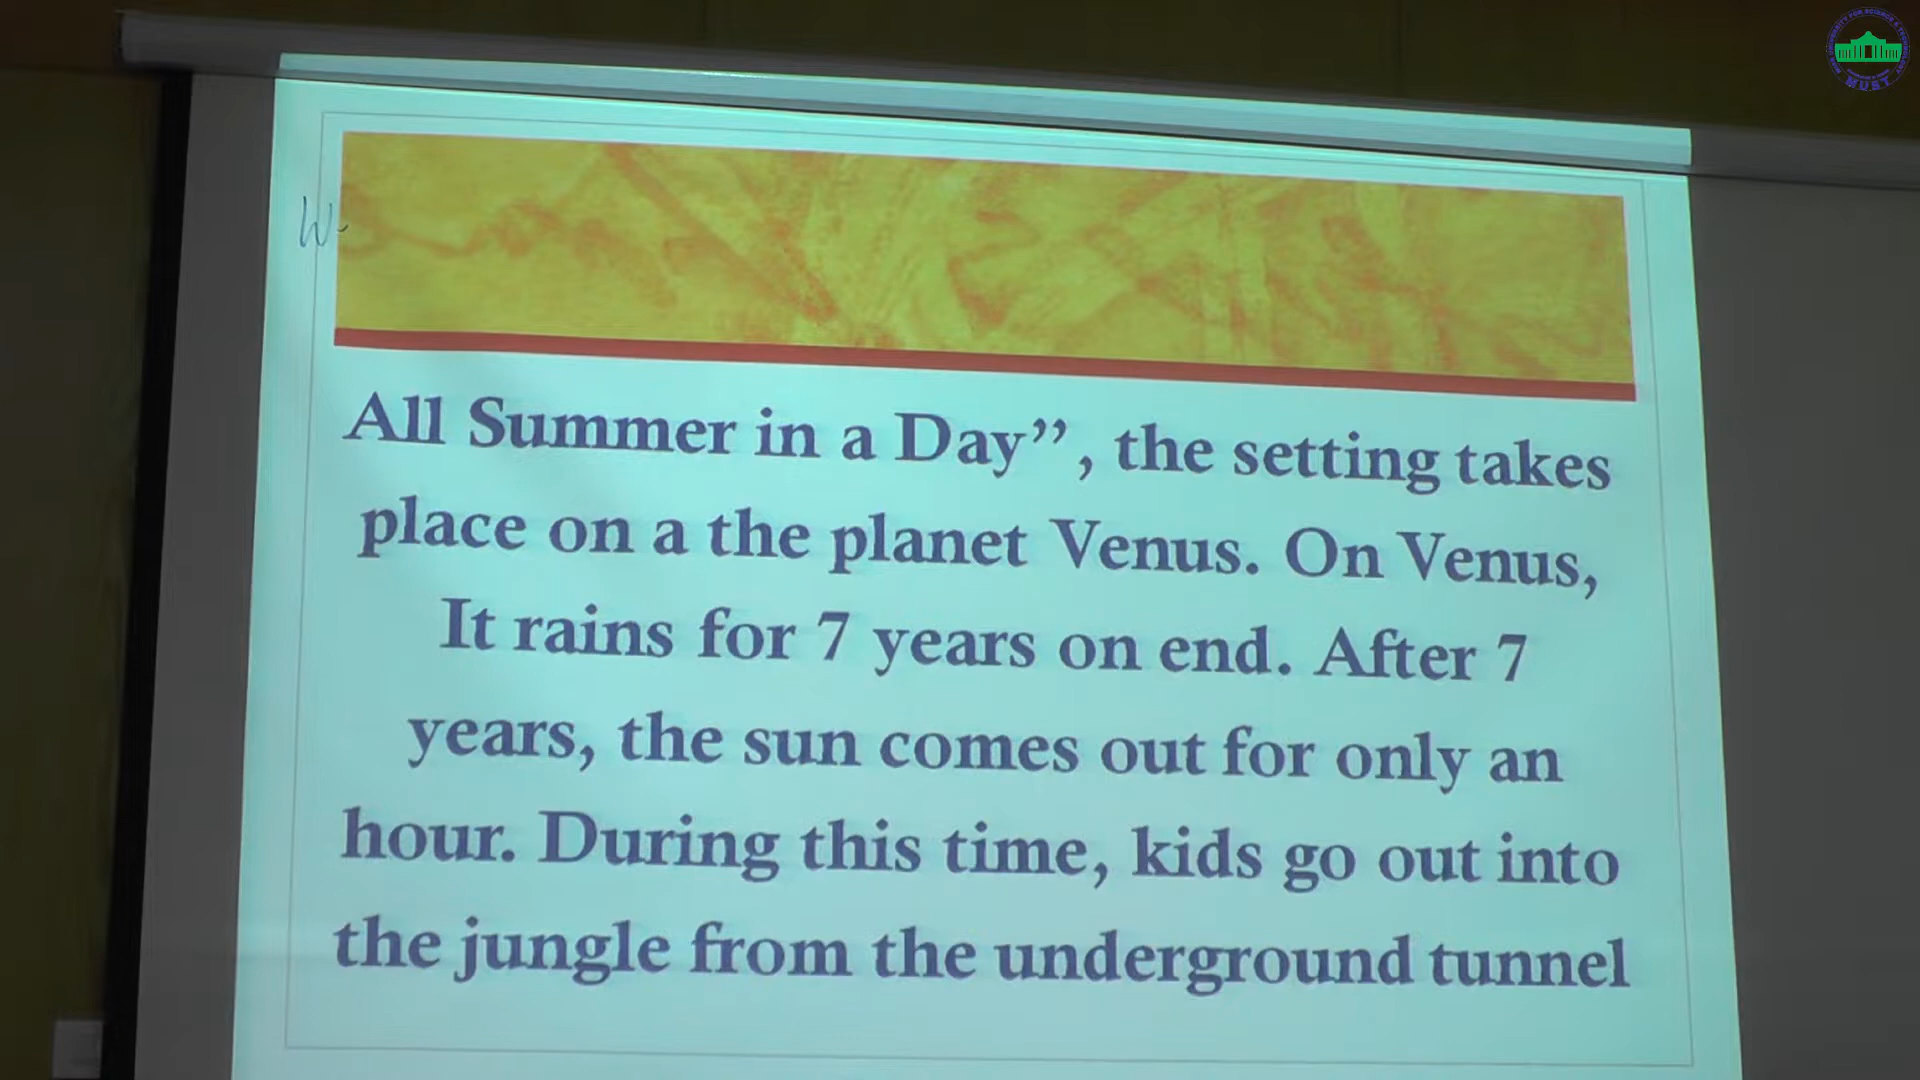 W
All Summer in a Day”, the setting takes
place on a the planet Venus. On Venus,
It rains for 7 years on end. After 7
years, the sun comes out for only an
hour. During this time, kids go out into
the jungle from the underground tunnel
MUST